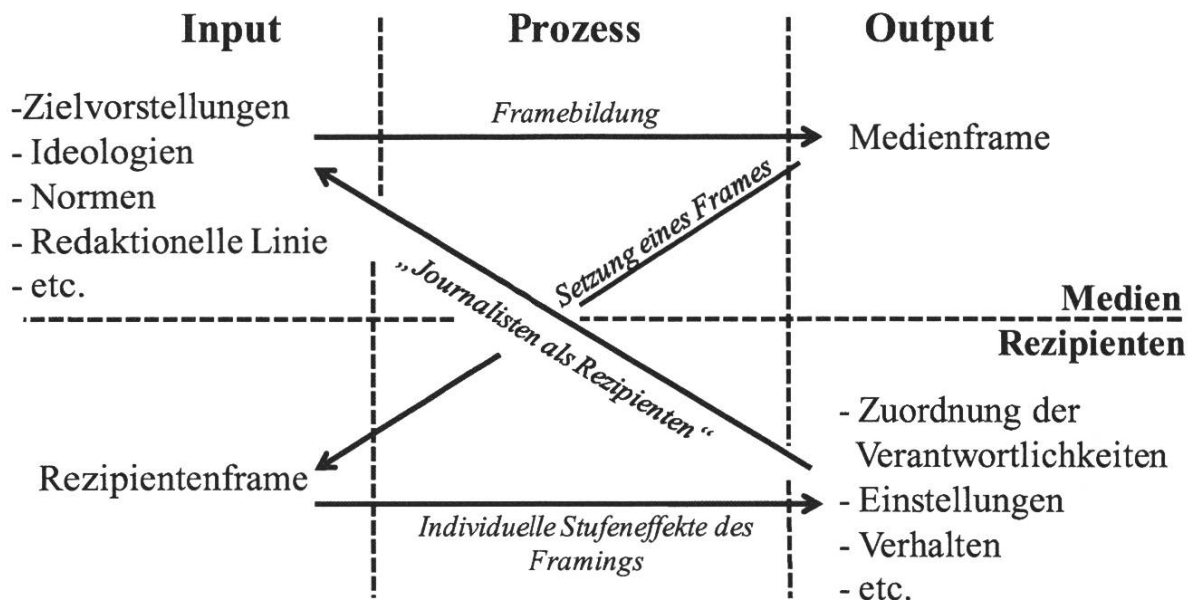 Input
Prozess
Output
-Zielvorstellungen
- Ideologien
- Normen
- Redaktionelle Linie
- etc.
Framebildung
Medienframe
Setzung eines Frames
„Journalisten als Rezipienten“
Medien
Rezipienten
Rezipientenframe
Individuelle Stufeneffekte des
Framings
- Zuordnung der
Verantwortlichkeiten
- Einstellungen
- Verhalten
- etc.